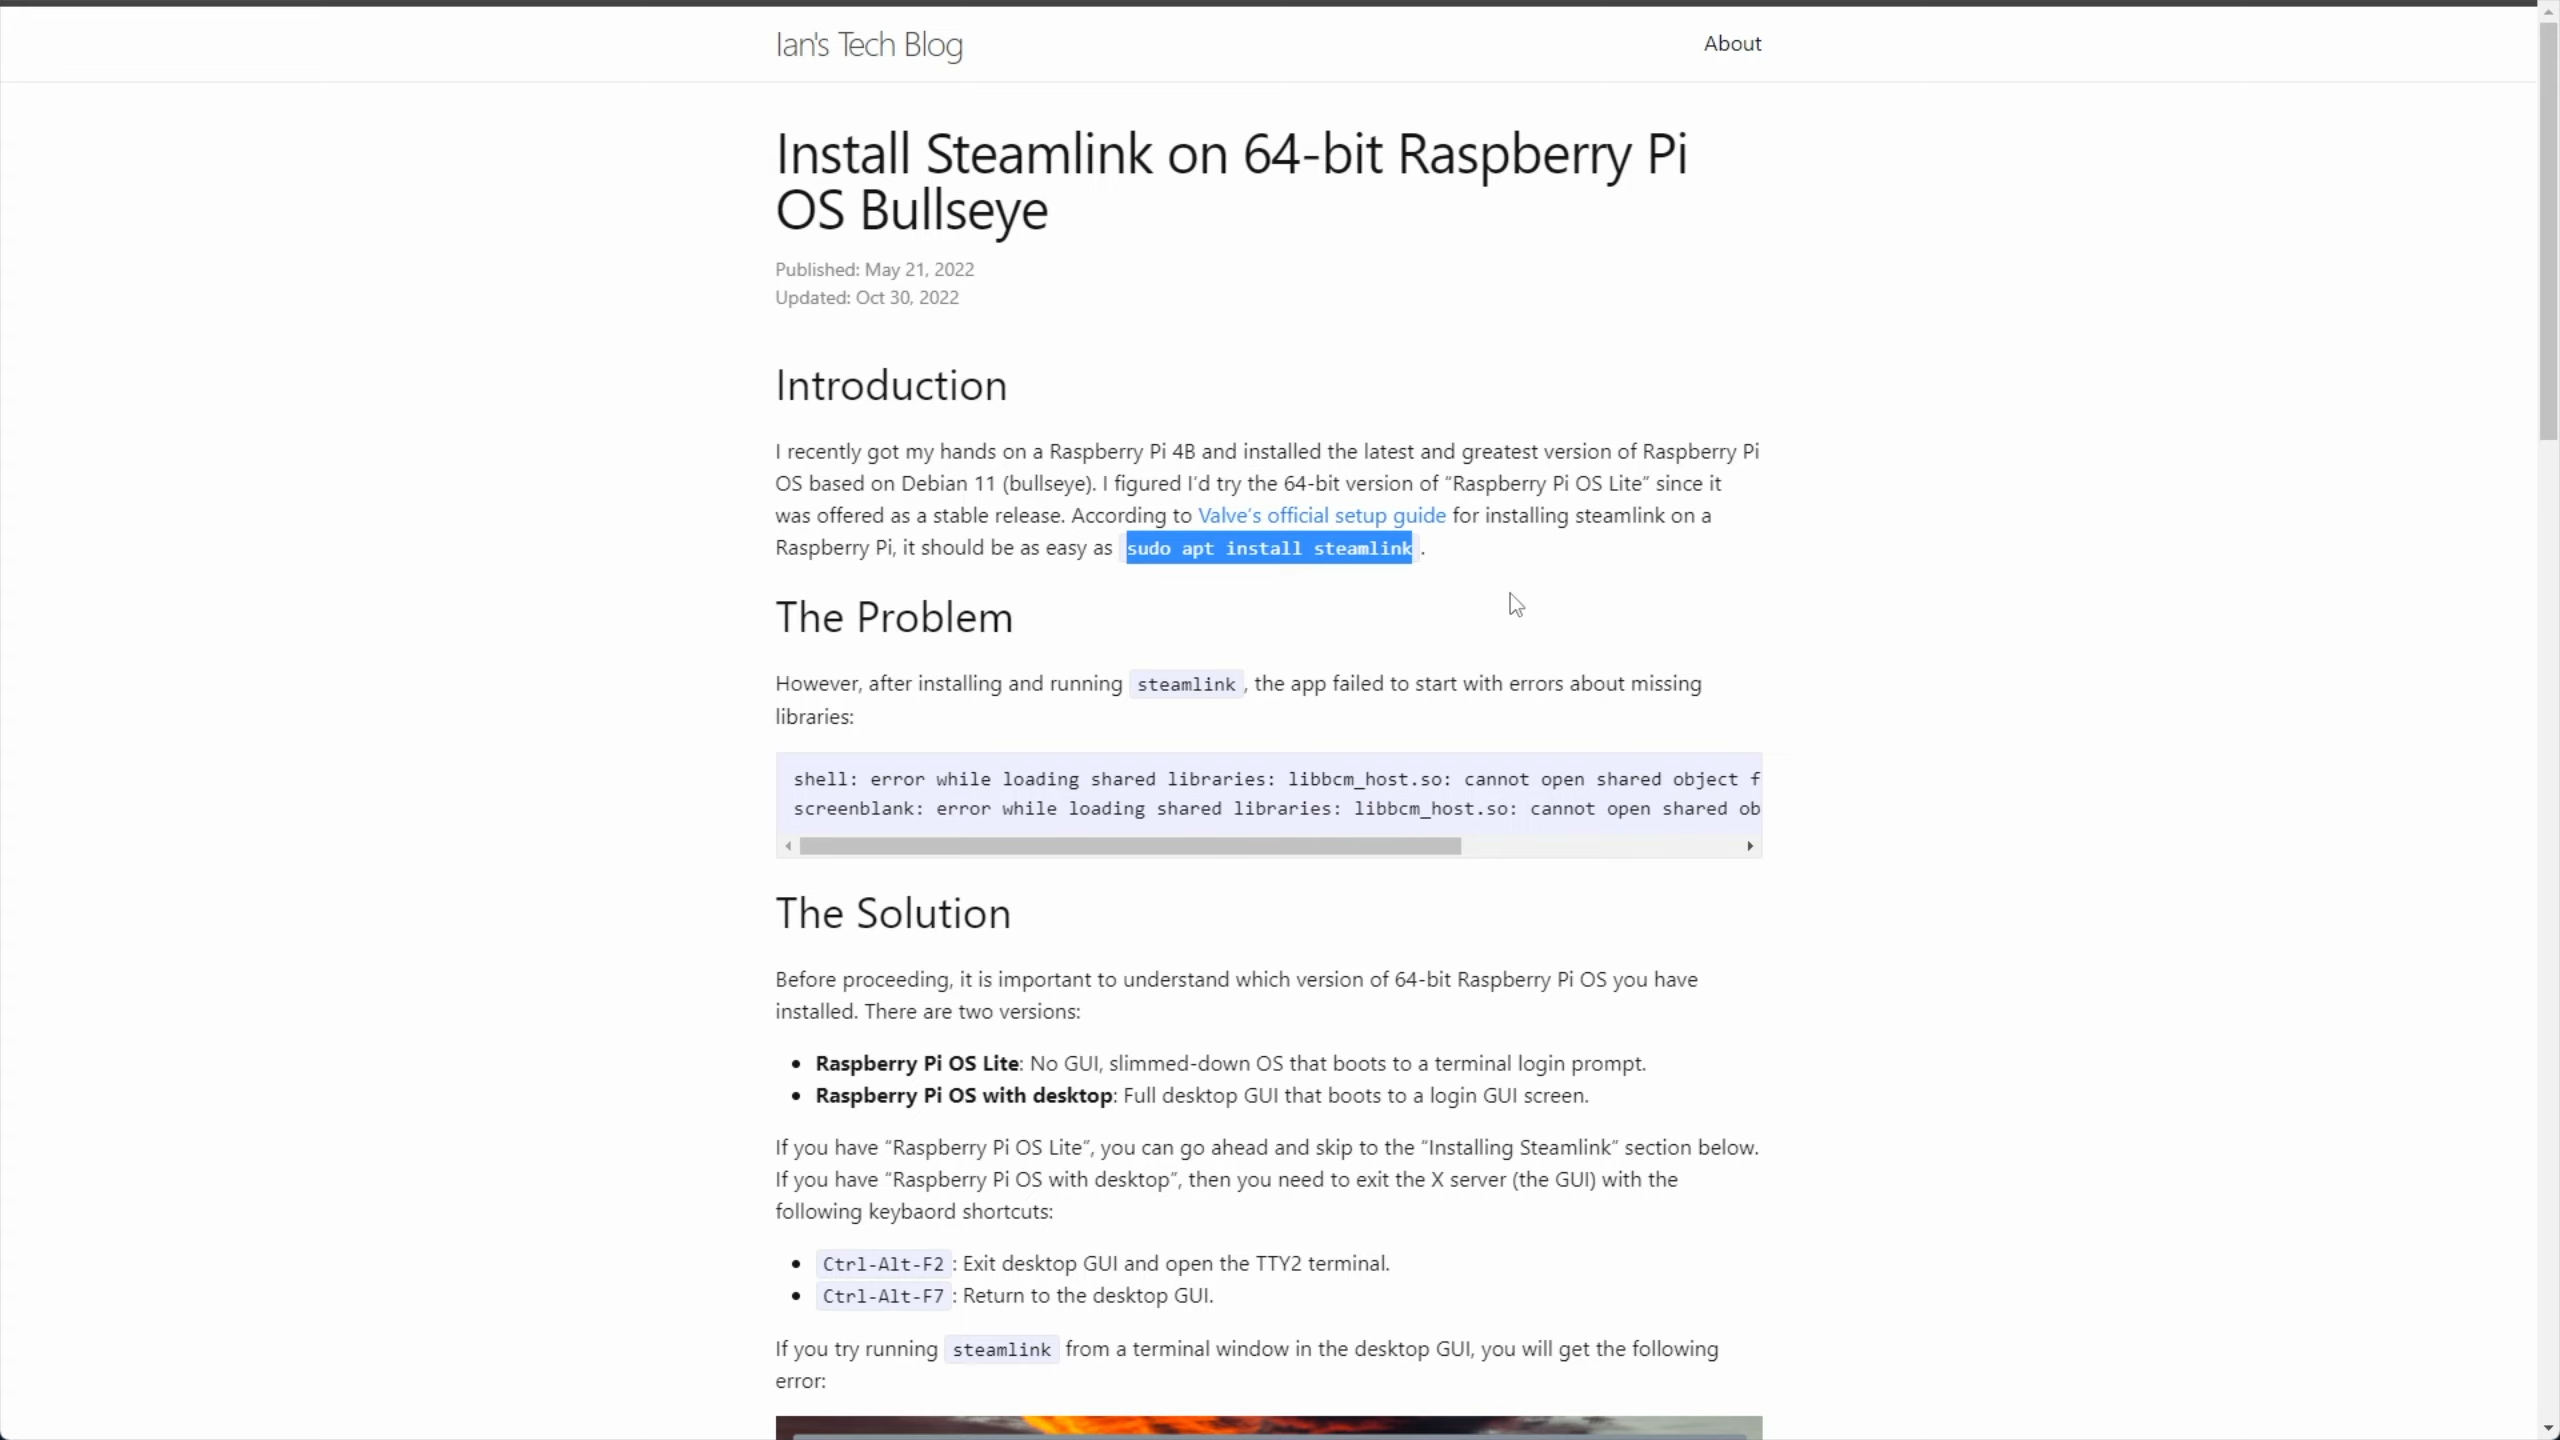 Ian's Tech Blog
About
Install Steamlink on 64-bit Raspberry Pi
OS Bullseye
Published: May 21, 2022
Updated: Oct 30, 2022
Introduction
I recently got my hands on a Raspberry Pi 4B and installed the latest and greatest version of Raspberry Pi
OS based on Debian 11 (bullseye). I figured I’d try the 64-bit version of “Raspberry Pi OS Lite” since it
was offered as a stable release. According to Valve’s official setup guide for installing steamlink on a
Raspberry Pi, it should be as easy as sudo apt install steamlink .
The Problem
However, after installing and running steamlink , the app failed to start with errors about missing
libraries:
shell: error while loading shared libraries: libbcm_host.so: cannot open shared object f
screenblank: error while loading shared libraries: libbcm_host.so: cannot open shared ob
The Solution
Before proceeding, it is important to understand which version of 64-bit Raspberry Pi OS you have
installed. There are two versions:
• Raspberry Pi OS Lite: No GUI, slimmed-down OS that boots to a terminal login prompt.
• Raspberry Pi OS with desktop: Full desktop GUI that boots to a login GUI screen.
If you have “Raspberry Pi OS Lite”, you can go ahead and skip to the “Installing Steamlink” section below.
If you have “Raspberry Pi OS with desktop”, then you need to exit the X server (the GUI) with the
following keybaord shortcuts:
• Ctrl-Alt-F2 : Exit desktop GUI and open the TTY2 terminal.
• Ctrl-Alt-F7 : Return to the desktop GUI.
If you try running steamlink from a terminal window in the desktop GUI, you will get the following
error: